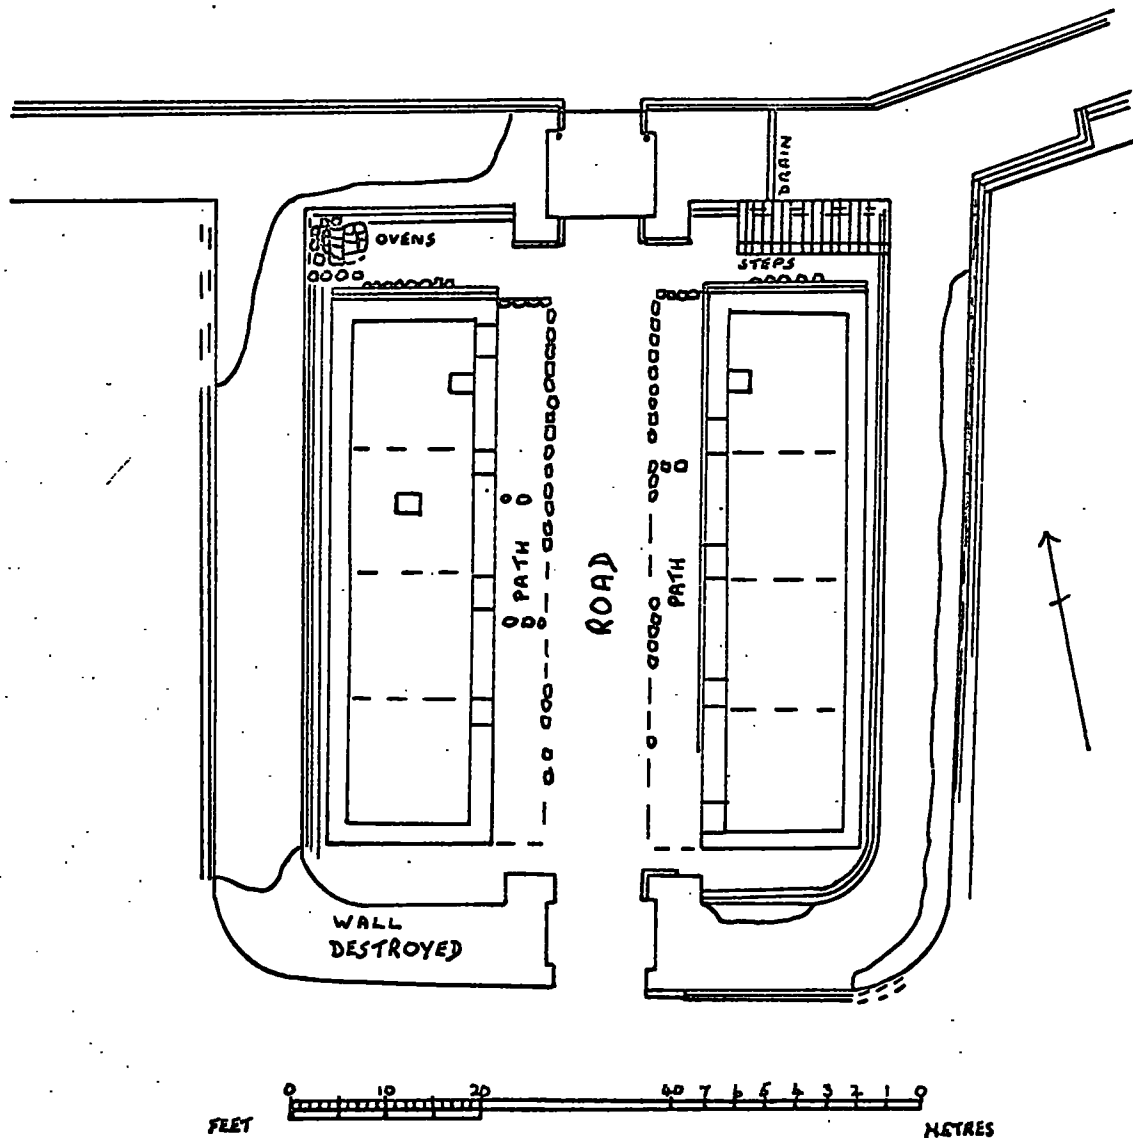 DRAIN
OVENS
STEPS
PATH
ROAD
PATH
WALL
DESTROYED
0 10 20 40 7 6 5 4 3 2 1 0
FEET METRES